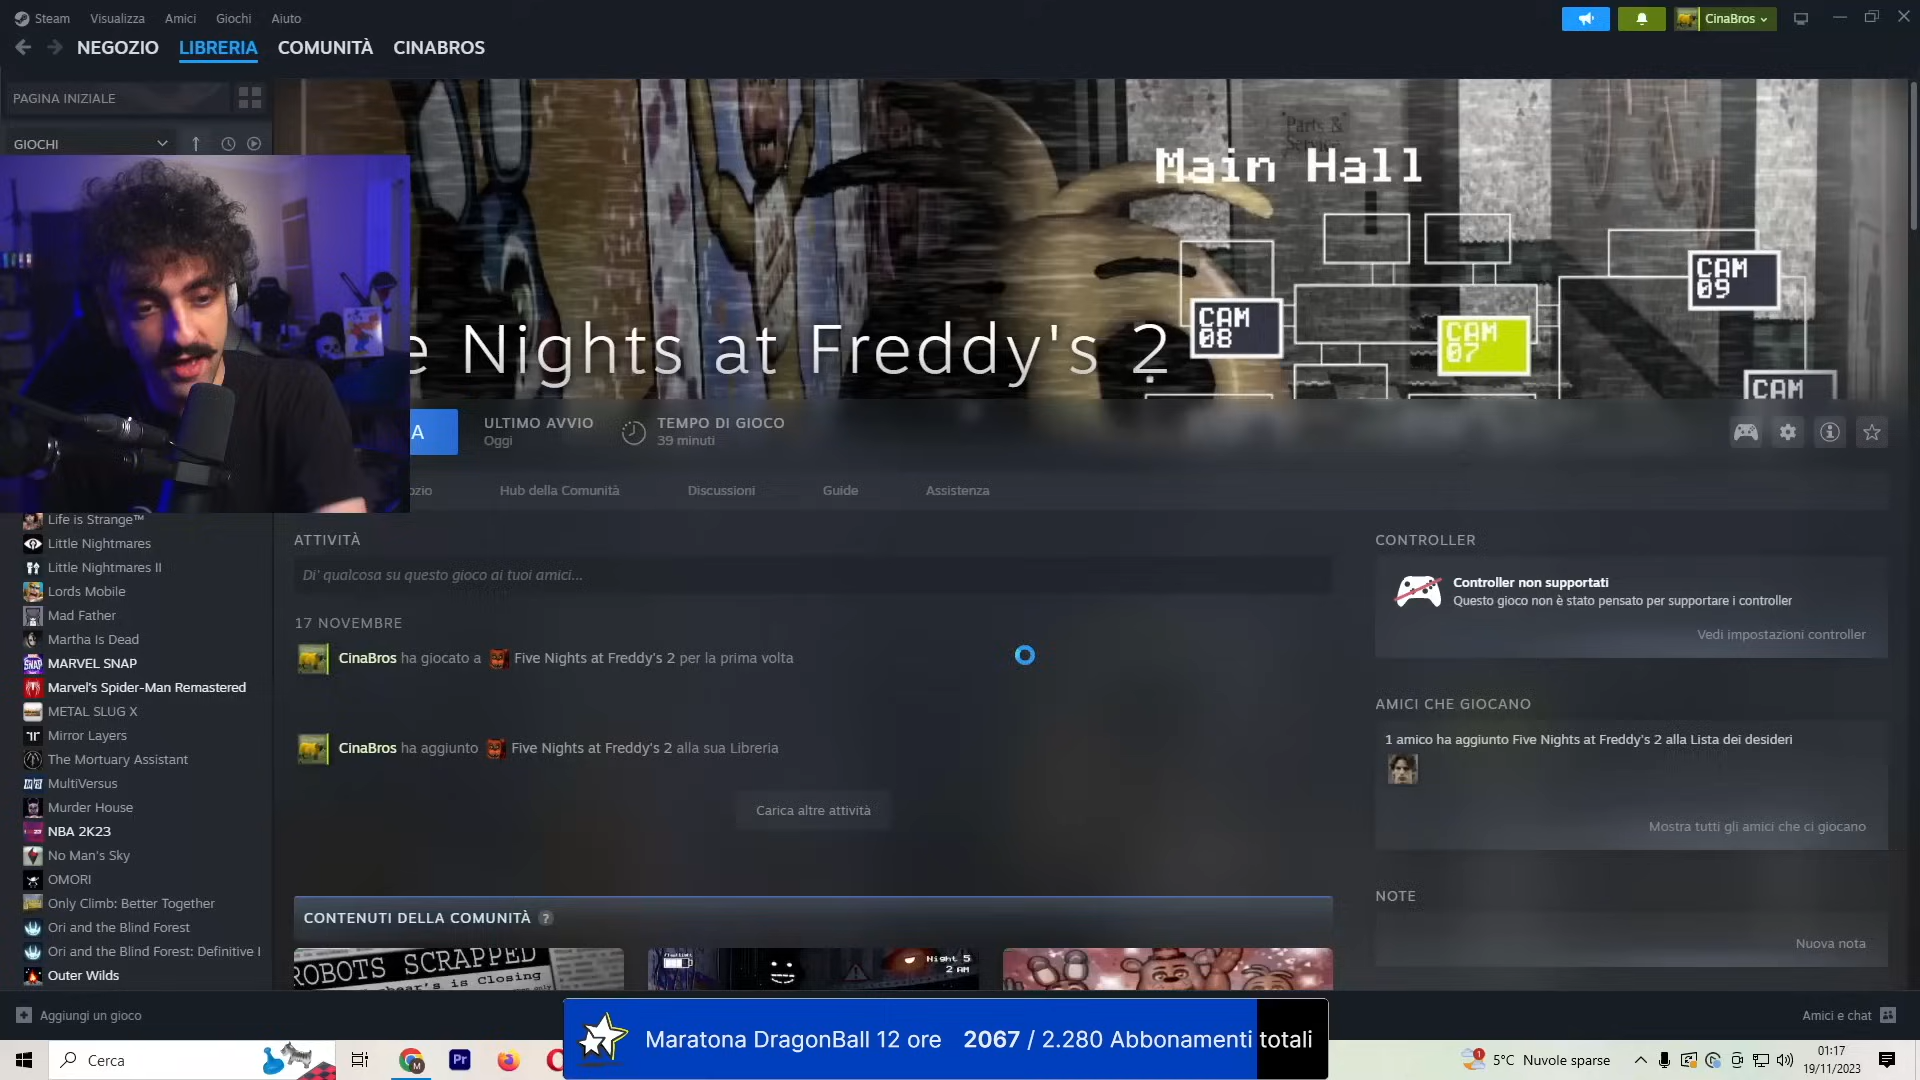 Steam Visualizza Amici Giochi Aiuto
CinaBros
NEGOZIO LIBRERIA COMUNITÀ CINABROS
PAGINA INIZIALE
GIOCHI
Parts &
Service
Main Hall
CAM 09
CAM 08
CAM 07
CAM
e Nights at Freddy's 2
A
ULTIMO AVVIO
Oggi
TEMPO DI GIOCO
39 minuti
ozio Hub della Comunità Discussioni Guide Assistenza
Life is Strange™
Little Nightmares
Little Nightmares II
Lords Mobile
Mad Father
Martha Is Dead
MARVEL SNAP
Marvel's Spider-Man Remastered
METAL SLUG X
Mirror Layers
The Mortuary Assistant
MultiVersus
Murder House
NBA 2K23
No Man's Sky
OMORI
Only Climb: Better Together
Ori and the Blind Forest
Ori and the Blind Forest: Definitive
Outer Wilds
ATTIVITÀ
Di' qualcosa su questo gioco ai tuoi amici...
17 NOVEMBRE
CinaBros ha giocato a Five Nights at Freddy's 2 per la prima volta
CinaBros ha aggiunto Five Nights at Freddy's 2 alla sua Libreria
Carica altre attività
CONTENUTI DELLA COMUNITÀ ?
ROBOTS SCRAPPED
bear's is Closing
Night 5
2 AM
CONTROLLER
Controller non supportati
Questo gioco non è stato pensato per supportare i controller
Vedi impostazioni controller
AMICI CHE GIOCANO
1 amico ha aggiunto Five Nights at Freddy's 2 alla Lista dei desideri
Mostra tutti gli amici che ci giocano
NOTE
Nuova nota
Aggiungi un gioco
Amici e chat
7 Maratona DragonBall 12 ore 2067 / 2.280 Abbonamenti totali
Cerca
M
Pr
1
5°C Nuvole sparse
01:17
19/11/2023